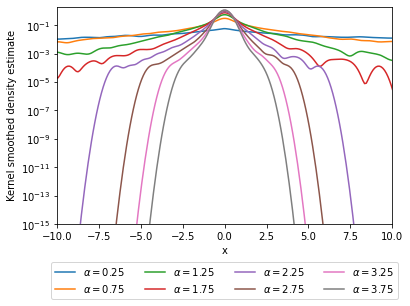 Kernel smoothed density estimate
10⁻¹
10⁻³
10⁻⁵
10⁻⁷
10⁻⁹
10⁻¹¹
10⁻¹³
10⁻¹⁵
−10.0 −7.5 −5.0 −2.5 0.0 2.5 5.0 7.5 10.0
x
α = 0.25 α = 1.25 α = 2.25 α = 3.25
α = 0.75 α = 1.75 α = 2.75 α = 3.75